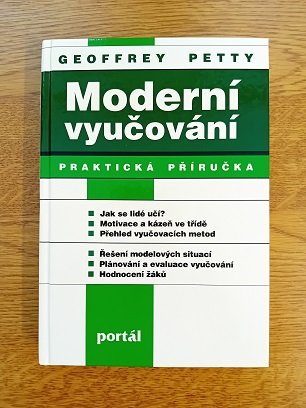 GEOFFREY PETTY
Moderní
vyučování
PRAKTICKÁ PŘÍRUČKA
Jak se lidé učí?
Motivace a kázeň ve třídě
Přehled vyučovacích metod
Řešení modelových situací
Plánování a evaluace vyučování
Hodnocení žáků
portál